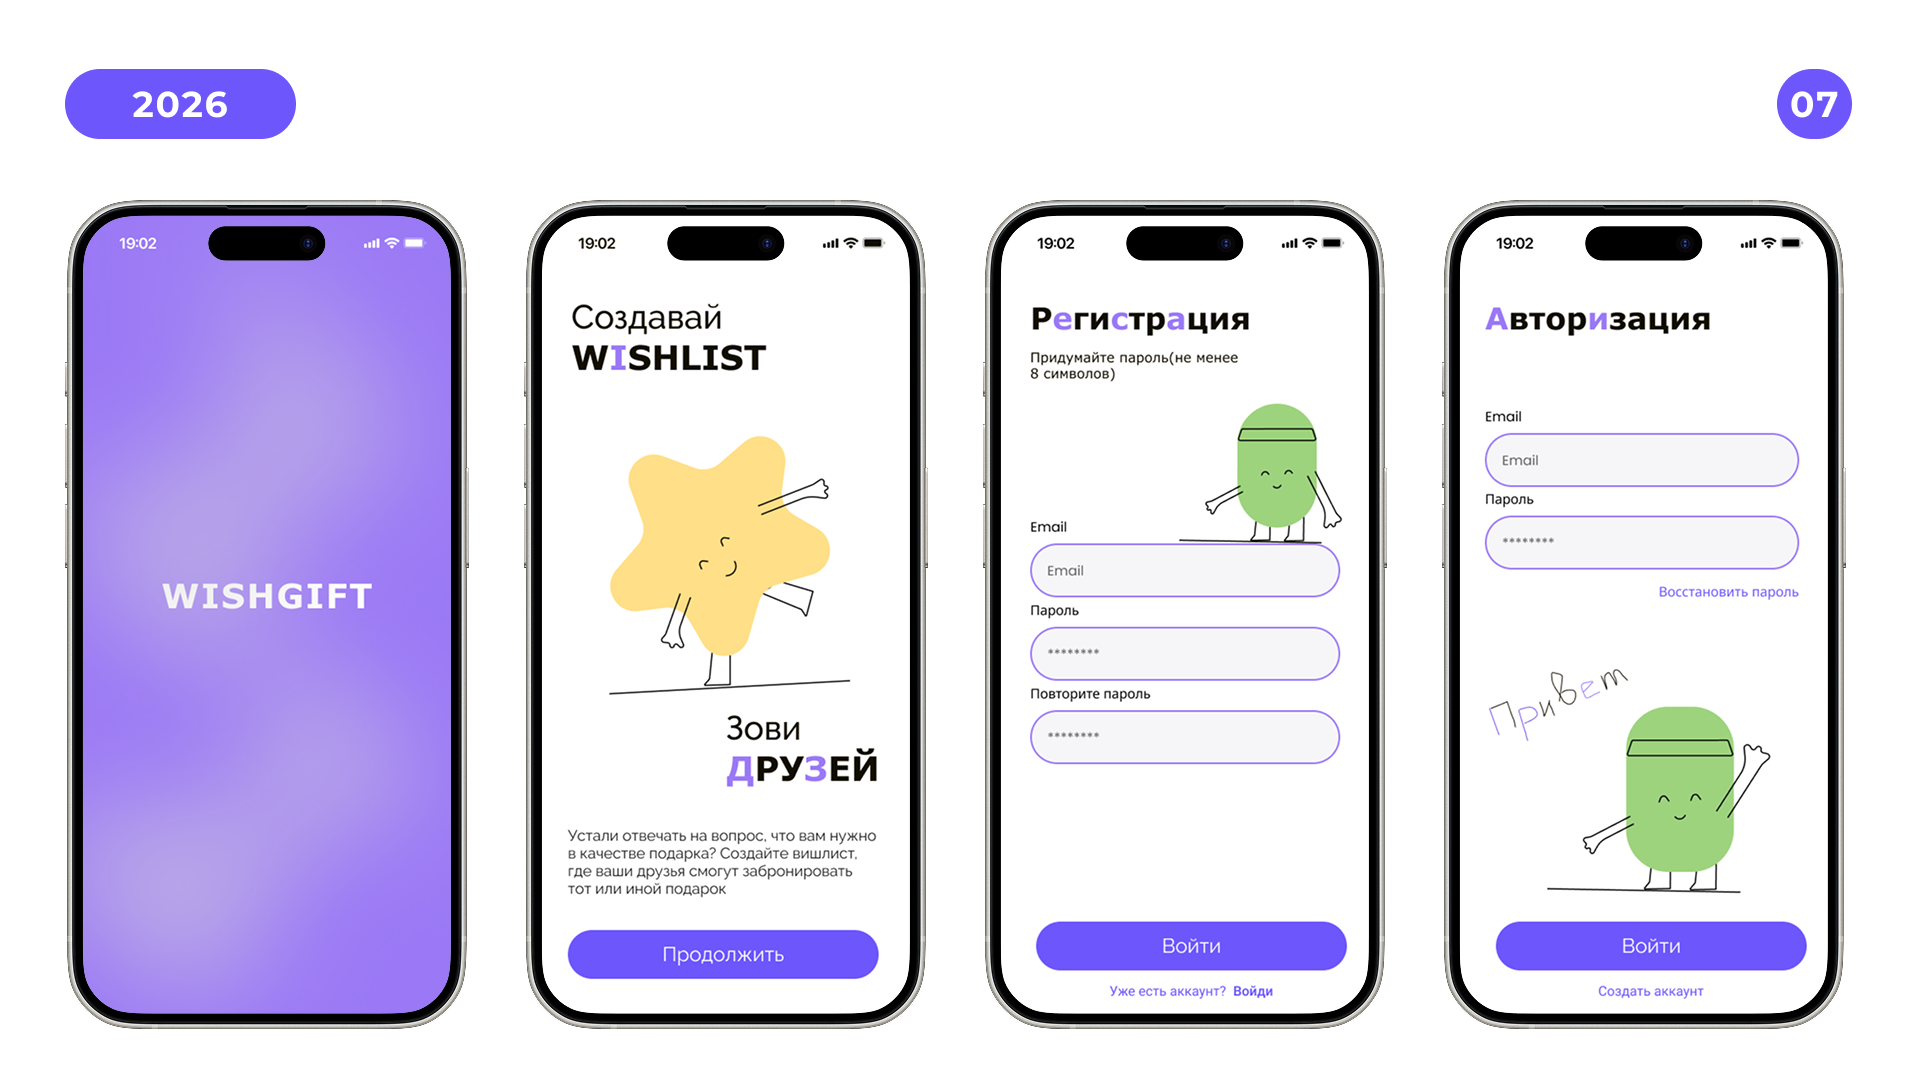 2026
07
19:02
WISHGIFT
19:02
Создавай
WISHLIST
Зови
ДРУЗЕЙ
Устали отвечать на вопрос, что вам нужно
в качестве подарка? Создайте вишлист,
где ваши друзья смогут забронировать
тот или иной подарок
Продолжить
19:02
Регистрация
Придумайте пароль(не менее
8 символов)
Email
Email
Пароль
********
Повторите пароль
********
Войти
Уже есть аккаунт? Войди
19:02
Авторизация
Email
Email
Пароль
********
Восстановить пароль
Привет
Войти
Создать аккаунт